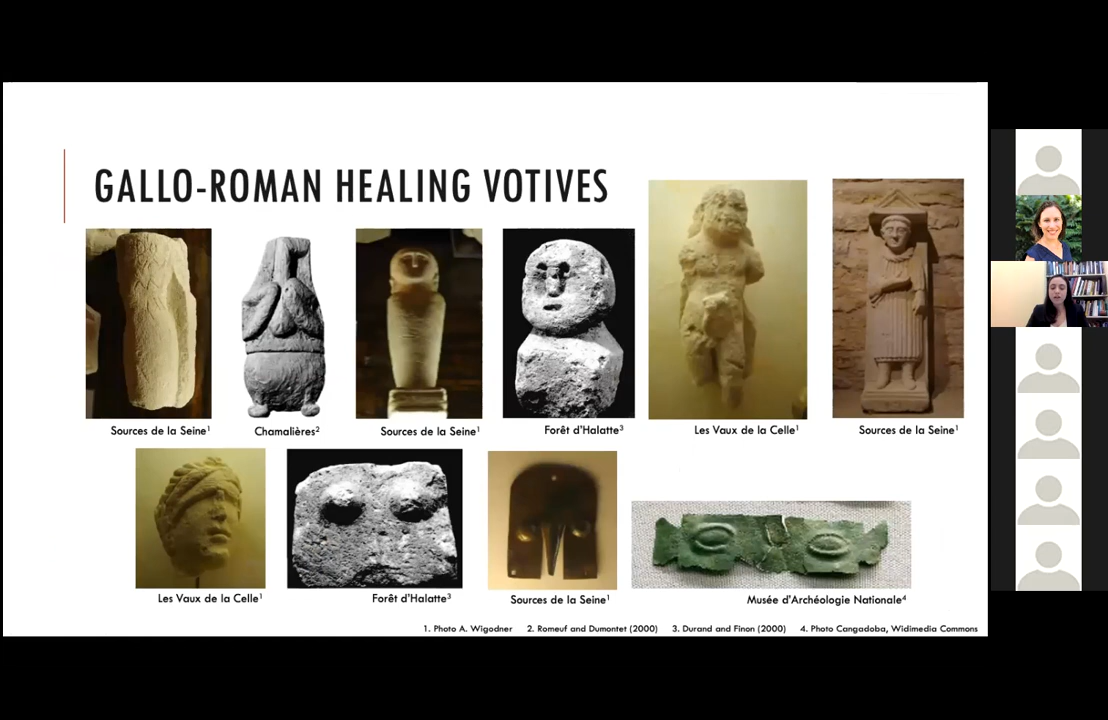 GALLO-ROMAN HEALING VOTIVES
Sources de la Seine¹
Chamalières²
Sources de la Seine¹
Forêt d'Halatte³
Les Vaux de la Celle¹
Sources de la Seine¹
Les Vaux de la Celle¹
Forêt d'Halatte³
Sources de la Seine¹
Musée d'Archéologie Nationale⁴
1. Photo A. Wigodner 2. Romeuf and Dumontet (2000) 3. Durand and Finon (2000) 4. Photo Cangadoba, Widimedia Commons